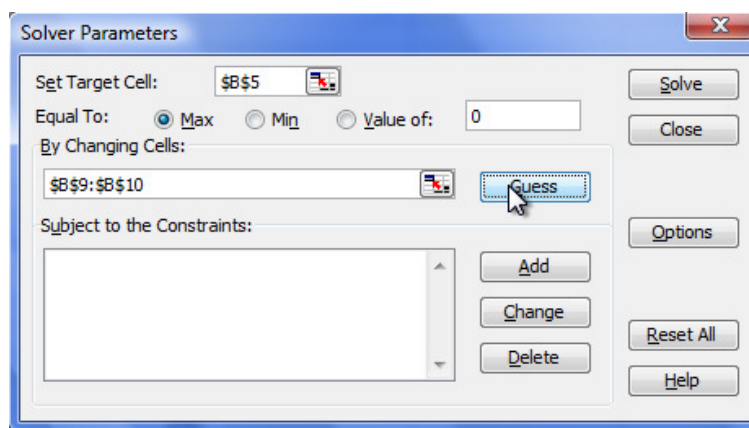 Solver Parameters
Set Target Cell: $B$5 Solve
Equal To: Max Min Value of: 0 Close
By Changing Cells:
$B$9:$B$10 Guess
Subject to the Constraints: Options
Add
Change
Reset All
Delete
Help